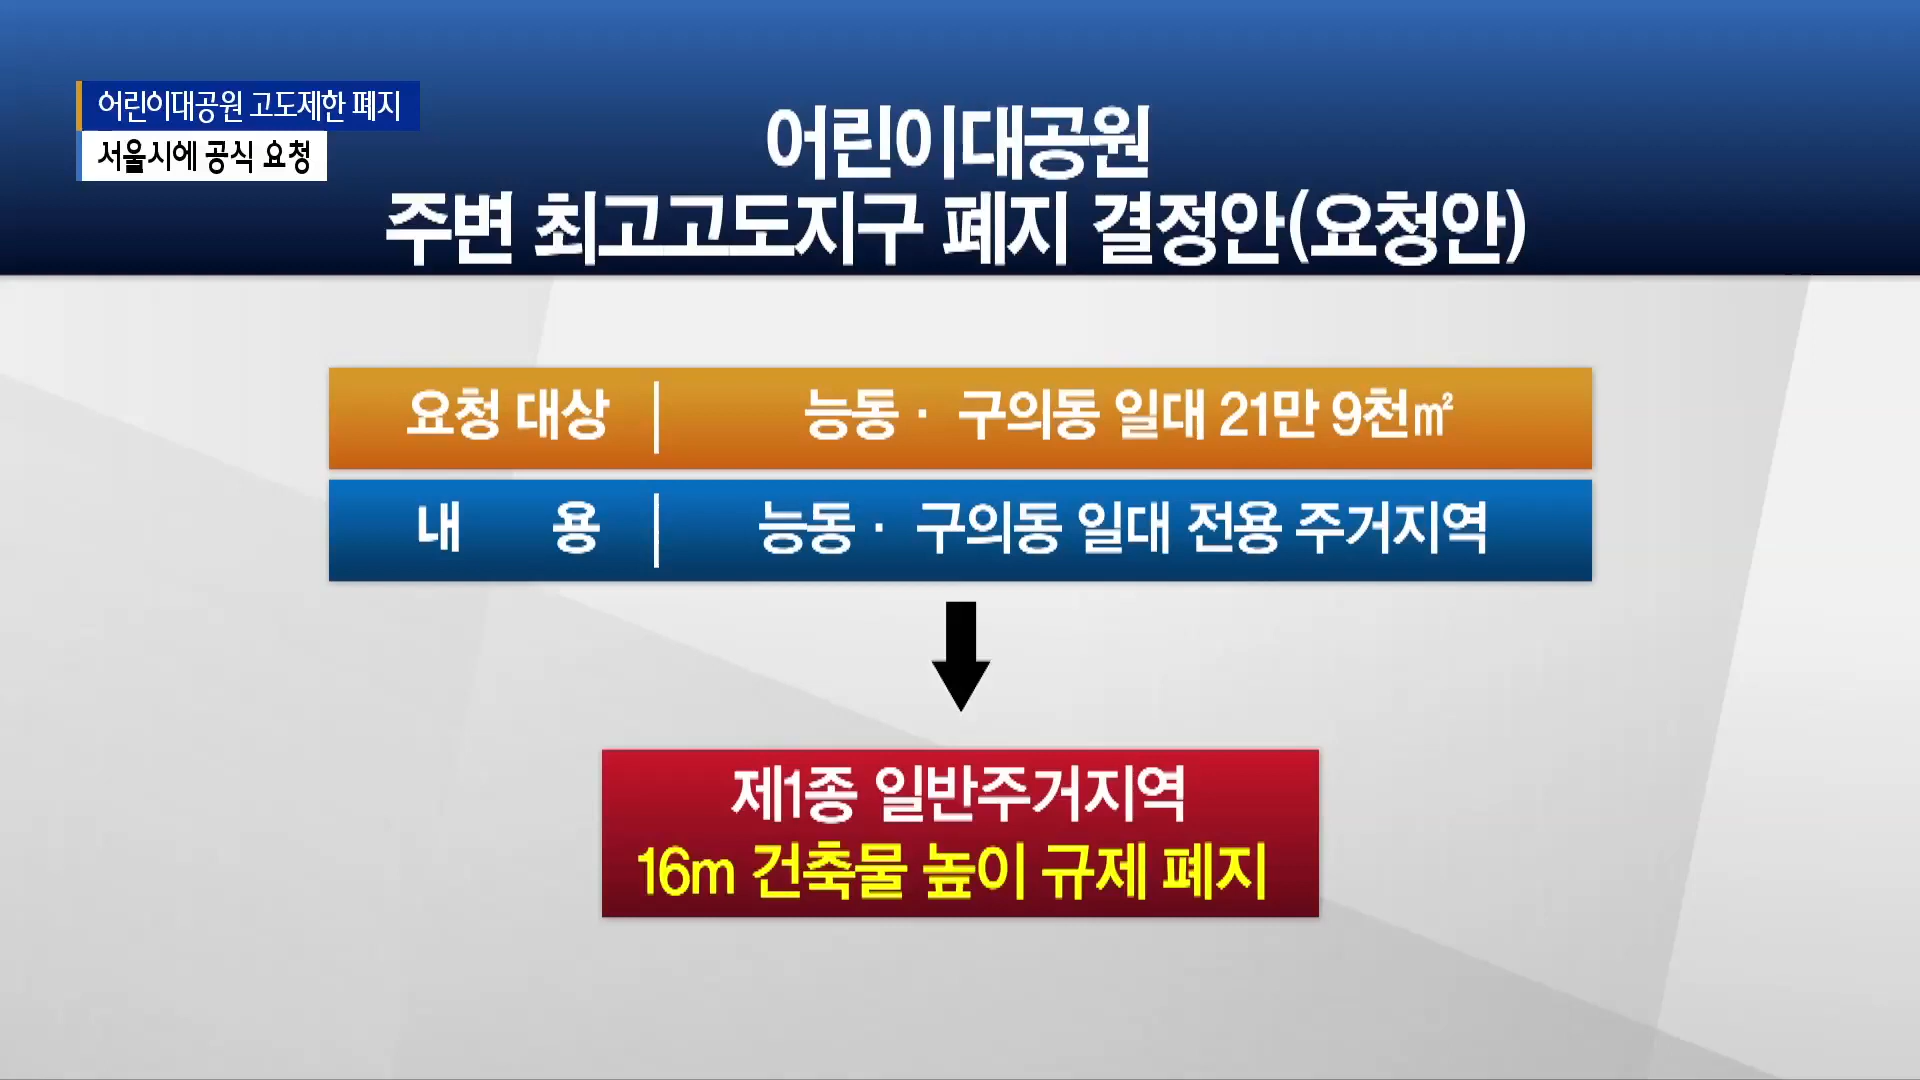 어린이대공원 고도제한 폐지
서울시에 공식 요청
어린이대공원
주변 최고고도지구 폐지 결정안(요청안)
요청 대상 | 능동 · 구의동 일대 21만 9천㎡
내 용 | 능동 · 구의동 일대 전용 주거지역
제1종 일반주거지역
16m 건축물 높이 규제 폐지